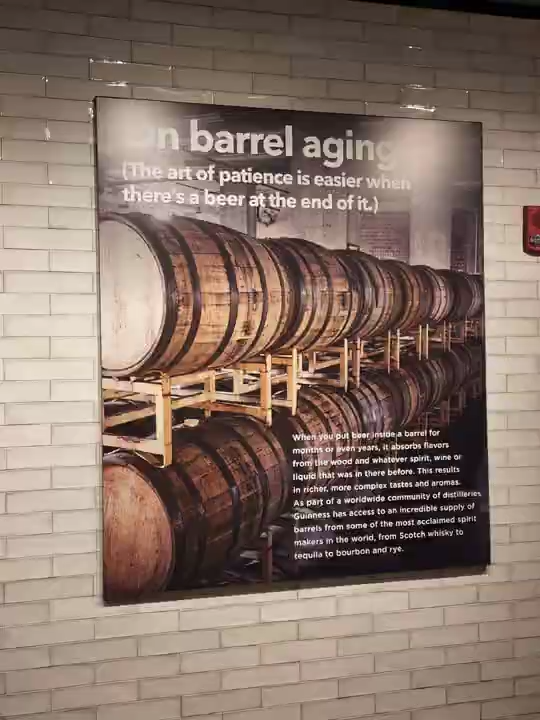 On barrel aging
(The art of patience is easier when
there's a beer at the end of it.)
When you put beer inside a barrel for
months or even years, it absorbs flavors
from the wood and whatever spirit, wine or
liquid that was in there before. This results
in richer, more complex tastes and aromas.
As part of a worldwide community of distilleries
Guinness has access to an incredible supply of
barrels from some of the most acclaimed spirit
makers in the world, from Scotch whisky to
tequila to bourbon and rye.